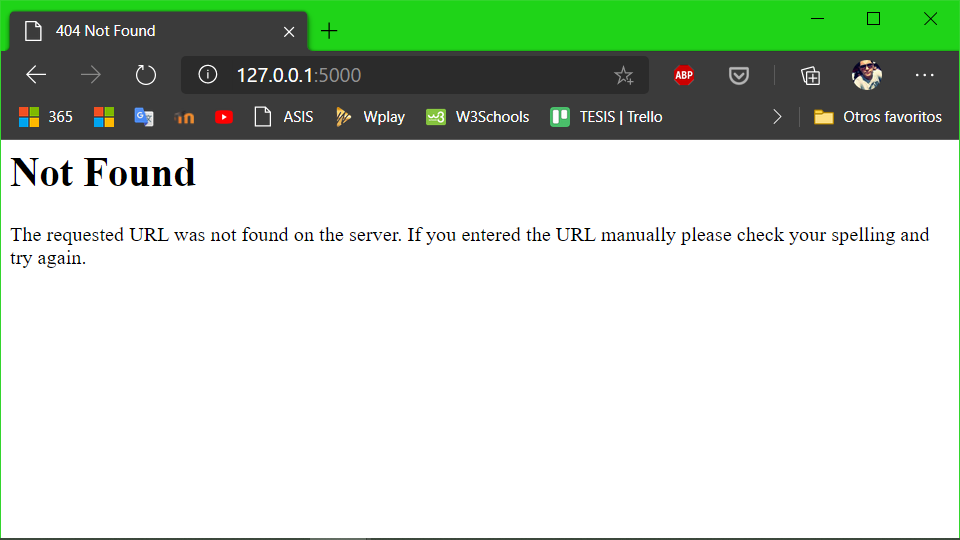 404 Not Found
127.0.0.1:5000
ABP
365
in
ASIS
Wplay
w3
W3Schools
TESIS | Trello
Otros favoritos
Not Found
The requested URL was not found on the server. If you entered the URL manually please check your spelling and
try again.